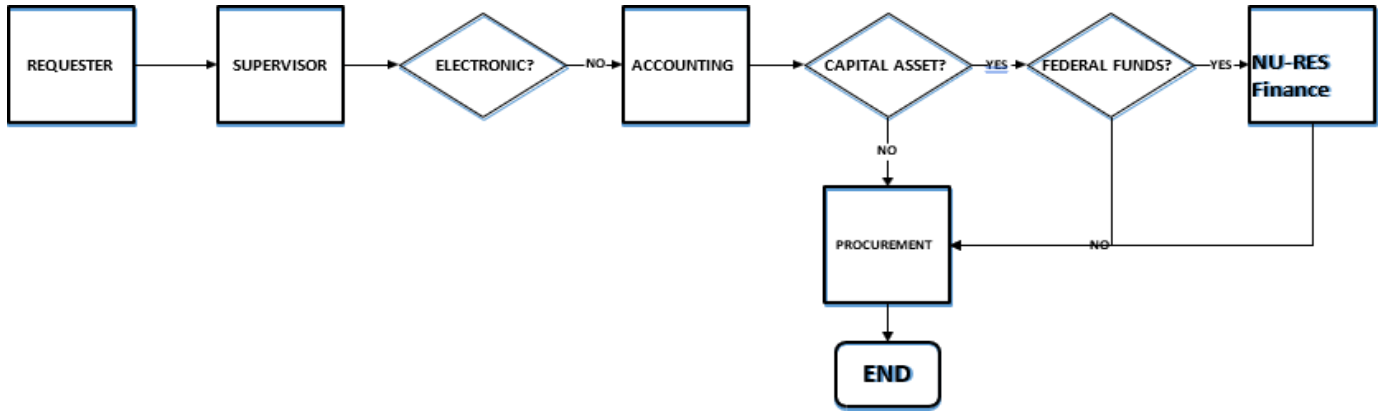 REQUESTER
SUPERVISOR
ELECTRONIC?
NO
ACCOUNTING
CAPITAL ASSET?
YES
FEDERAL FUNDS?
YES
NU-RES
Finance
NO
PROCUREMENT
NO
END